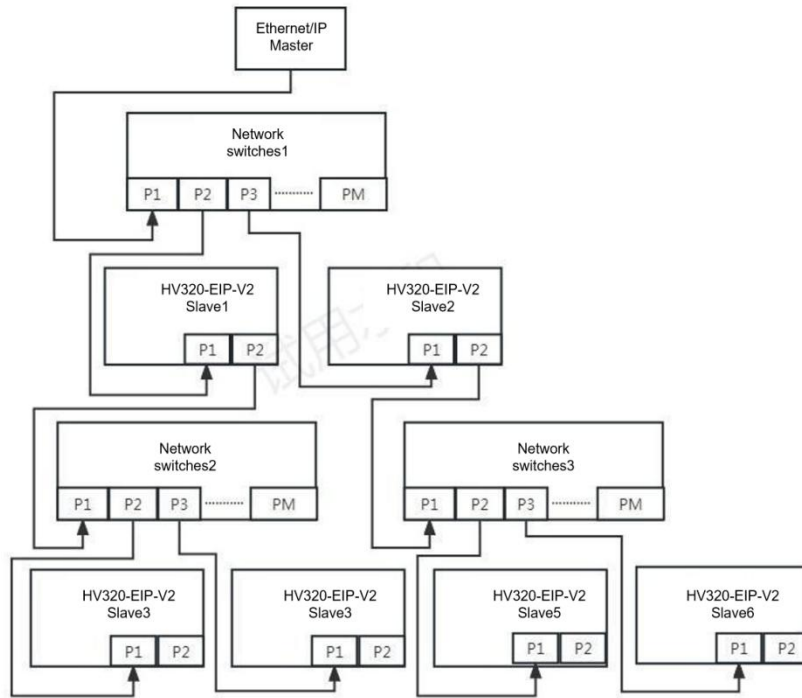 Ethernet/IP
Master
Network
switches1
P1 P2 P3 ·········· PM
HV320-EIP-V2
Slave1
P1 P2
HV320-EIP-V2
Slave2
P1 P2
试用
Network
switches2
P1 P2 P3 ·········· PM
Network
switches3
P1 P2 P3 ·········· PM
HV320-EIP-V2
Slave3
P1 P2
HV320-EIP-V2
Slave3
P1 P2
HV320-EIP-V2
Slave5
P1 P2
HV320-EIP-V2
Slave6
P1 P2